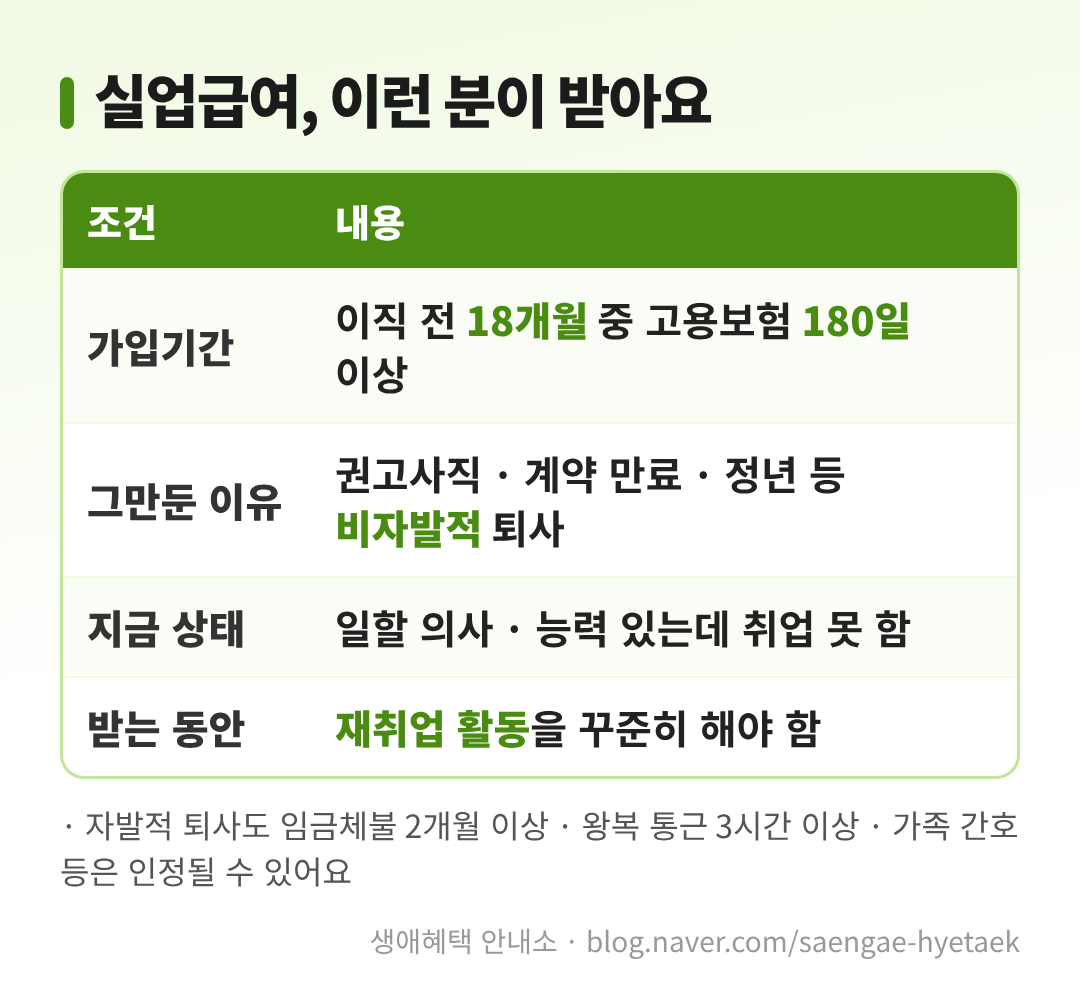 실업급여, 이런 분이 받아요
조건 내용
가입기간 이직 전 18개월 중 고용보험 180일
이상
그만둔 이유 권고사직 · 계약 만료 · 정년 등
비자발적 퇴사
지금 상태 일할 의사 · 능력 있는데 취업 못 함
받는 동안 재취업 활동을 꾸준히 해야 함
· 자발적 퇴사도 임금체불 2개월 이상 · 왕복 통근 3시간 이상 · 가족 간호
등은 인정될 수 있어요
생애혜택 안내소 · blog.naver.com/saengae-hyetaek